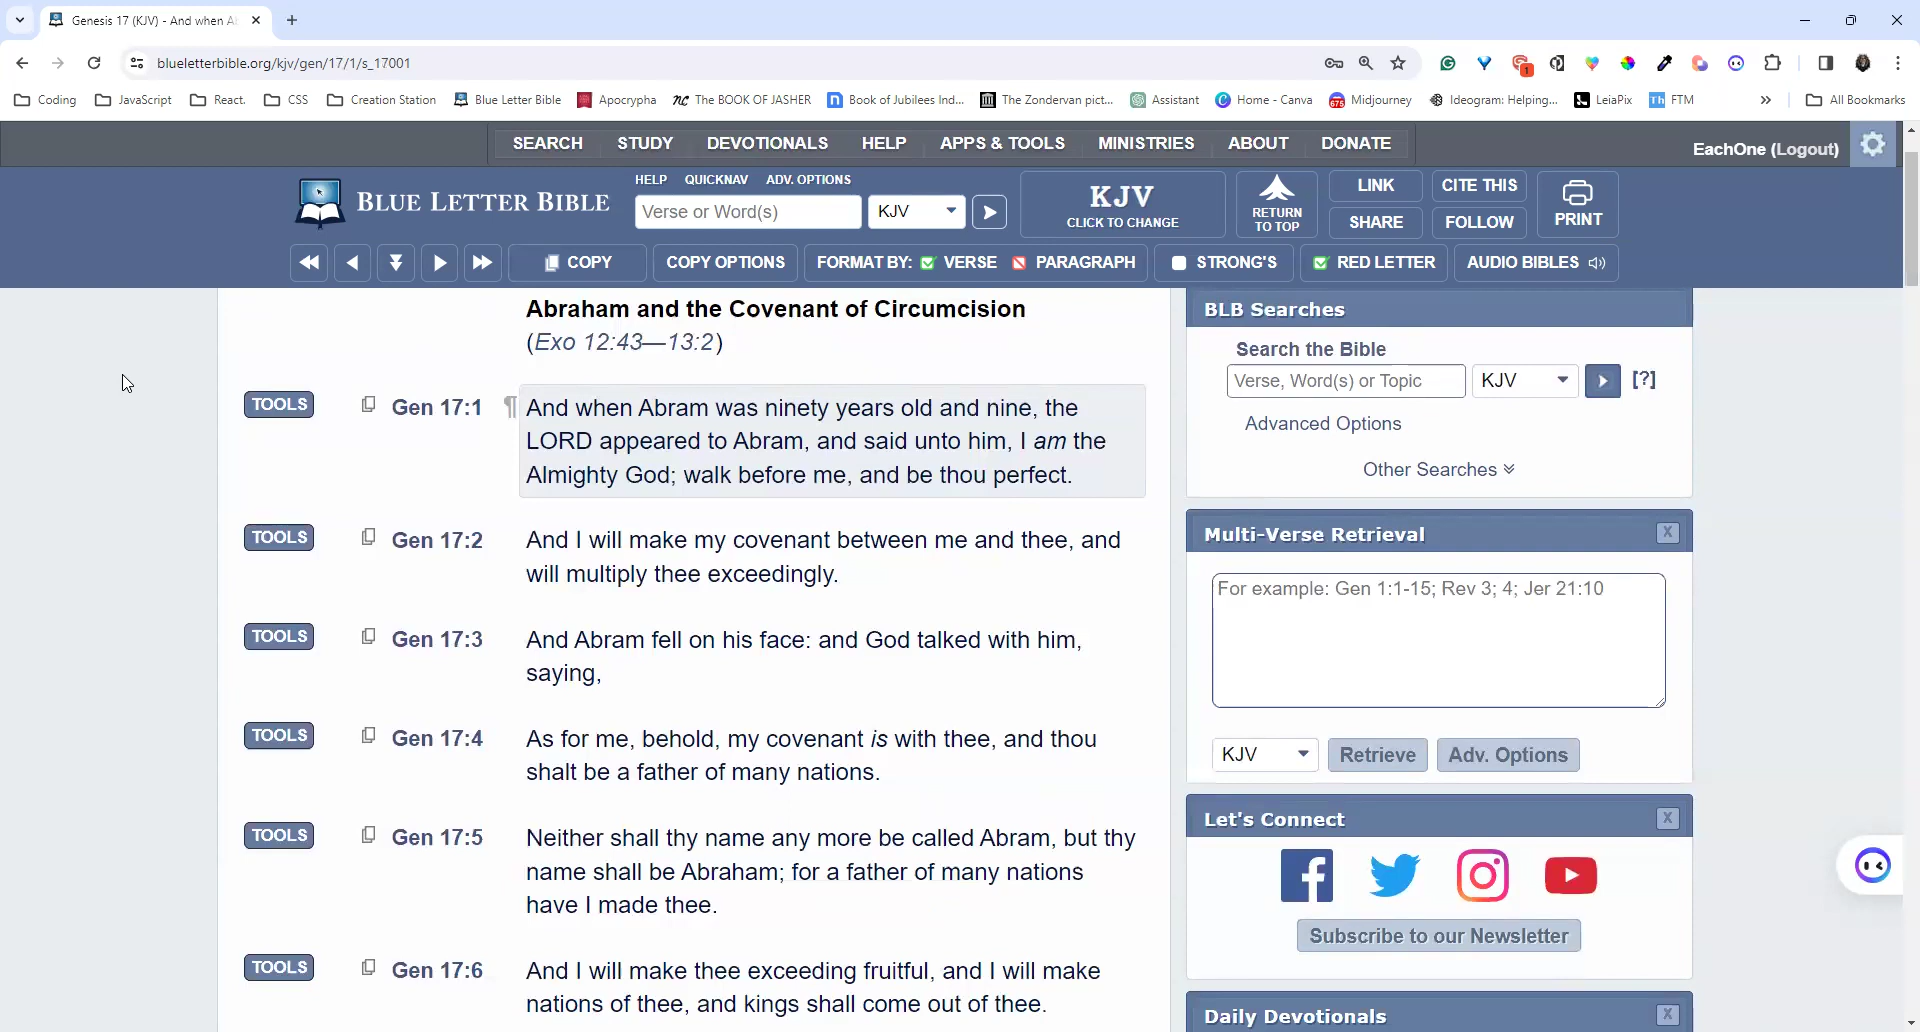 Genesis 17 (KJV) - And when A
blueletterbible.org/kjv/gen/17/1/s_17001
1
Coding
JavaScript
React.
CSS
Creation Station
Blue Letter Bible
Apocrypha
The BOOK OF JASHER
Book of Jubilees Ind...
The Zondervan pict...
Assistant
Home - Canva
675
Midjourney
Ideogram: Helping...
LeiaPix
Th
FTM
All Bookmarks
SEARCH STUDY DEVOTIONALS HELP APPS & TOOLS MINISTRIES ABOUT DONATE
EachOne (Logout)
BLUE LETTER BIBLE
HELP QUICKNAV ADV. OPTIONS
Verse or Word(s)
KJV
KJV
CLICK TO CHANGE
RETURN
TO TOP
LINK
CITE THIS
SHARE
FOLLOW
PRINT
COPY
COPY OPTIONS
FORMAT BY: VERSE PARAGRAPH
STRONG'S
RED LETTER
AUDIO BIBLES
Abraham and the Covenant of Circumcision
(Exo 12:43—13:2)
TOOLS
Gen 17:1
¶ And when Abram was ninety years old and nine, the
LORD appeared to Abram, and said unto him, I am the
Almighty God; walk before me, and be thou perfect.
TOOLS
Gen 17:2
And I will make my covenant between me and thee, and
will multiply thee exceedingly.
TOOLS
Gen 17:3
And Abram fell on his face: and God talked with him,
saying,
TOOLS
Gen 17:4
As for me, behold, my covenant is with thee, and thou
shalt be a father of many nations.
TOOLS
Gen 17:5
Neither shall thy name any more be called Abram, but thy
name shall be Abraham; for a father of many nations
have I made thee.
TOOLS
Gen 17:6
And I will make thee exceeding fruitful, and I will make
nations of thee, and kings shall come out of thee.
BLB Searches
Search the Bible
Verse, Word(s) or Topic
KJV
[?]
Advanced Options
Other Searches
Multi-Verse Retrieval
X
For example: Gen 1:1-15; Rev 3; 4; Jer 21:10
KJV
Retrieve
Adv. Options
Let's Connect
X
Subscribe to our Newsletter
Daily Devotionals
X